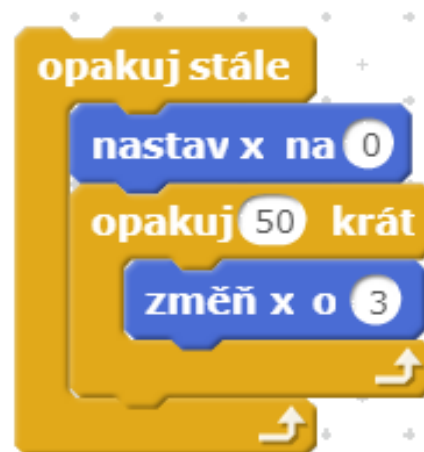 opakuj stále
nastav x na 0
opakuj 50 krát
změň x o 3